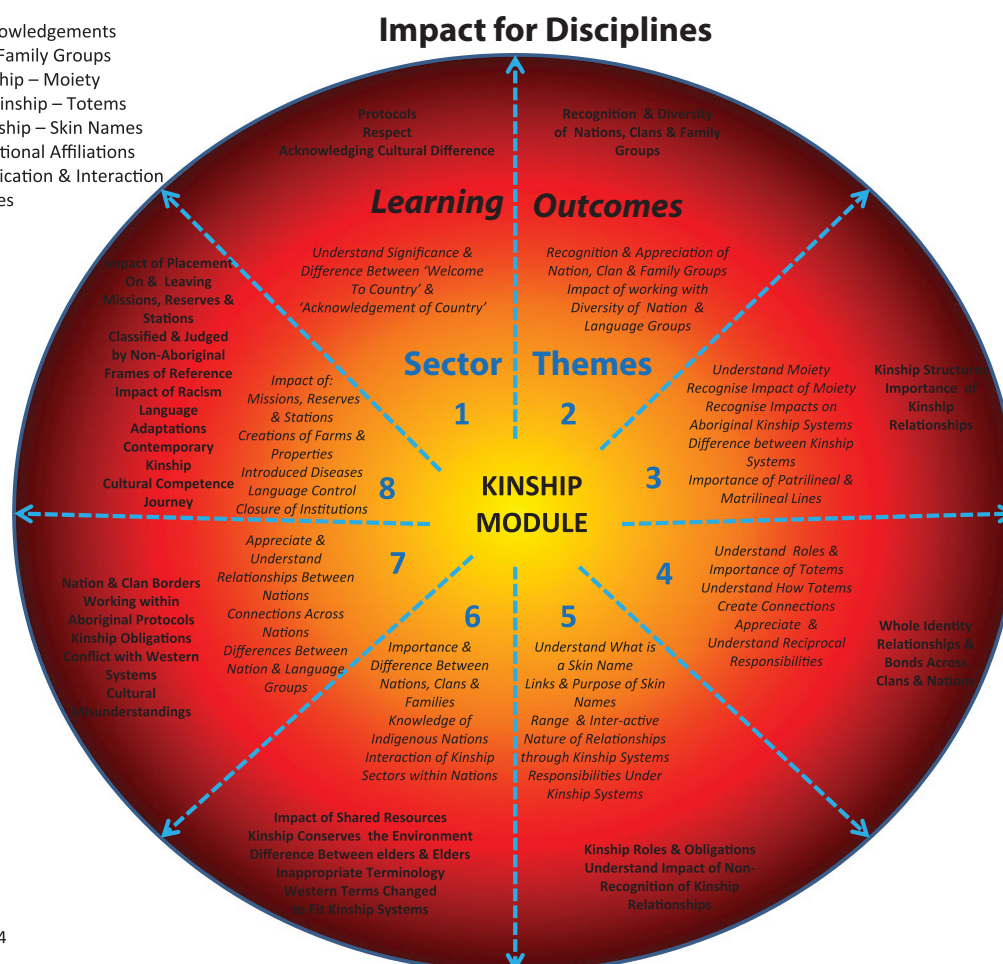 Impact for Disciplines
owledgements
Family Groups
hip – Moiety
inship – Totems
ship – Skin Names
tional Affiliations
ication & Interaction
es
Protocols
Respect
Acknowledging Cultural Difference
Recognition & Diversity
of Nations, Clans & Family
Groups
Learning Outcomes
Understand Significance &
Difference Between ‘Welcome
To Country’ &
‘Acknowledgement of Country’
Recognition & Appreciation of
Nation, Clan & Family Groups
Impact of working with
Diversity of Nation &
Language Groups
Sector Themes
1
2
Understand Moiety
Recognise Impact of Moiety
Recognise Impacts on
Aboriginal Kinship Systems
Difference between Kinship
Systems
Importance of Patrilineal &
Matrilineal Lines
3
Kinship Structures
Importance of
Kinship
Relationships
Impact of Placement
On & Leaving
Missions, Reserves &
Stations
Classified & Judged
by Non-Aboriginal
Frames of Reference
Impact of Racism
Language
Adaptations
Contemporary
Kinship
Cultural Competence
Journey
Impact of:
Missions, Reserves
& Stations
Creations of Farms &
Properties
Introduced Diseases
Language Control
Closure of Institutions
8
KINSHIP
MODULE
7
Appreciate &
Understand
Relationships Between
Nations
Connections Across
Nations
Differences Between
Nation & Language
Groups
Nation & Clan Borders
Working within
Aboriginal Protocols
Kinship Obligations
Conflict with Western
Systems
Cultural
Misunderstandings
4
Understand Roles &
Importance of Totems
Understand How Totems
Create Connections
Appreciate &
Understand Reciprocal
Responsibilities
Whole Identity
Relationships &
Bonds Across
Clans & Nations
6
Importance &
Difference Between
Nations, Clans &
Families
Knowledge of
Indigenous Nations
Interaction of Kinship
Sectors within Nations
5
Understand What is
a Skin Name
Links & Purpose of Skin
Names
Range & Inter-active
Nature of Relationships
through Kinship Systems
Responsibilities Under
Kinship Systems
Impact of Shared Resources
Kinship Conserves the Environment
Difference Between elders & Elders
Inappropriate Terminology
Western Terms Changed
to Fit Kinship Systems
Kinship Roles & Obligations
Understand Impact of Non-
Recognition of Kinship
Relationships
4